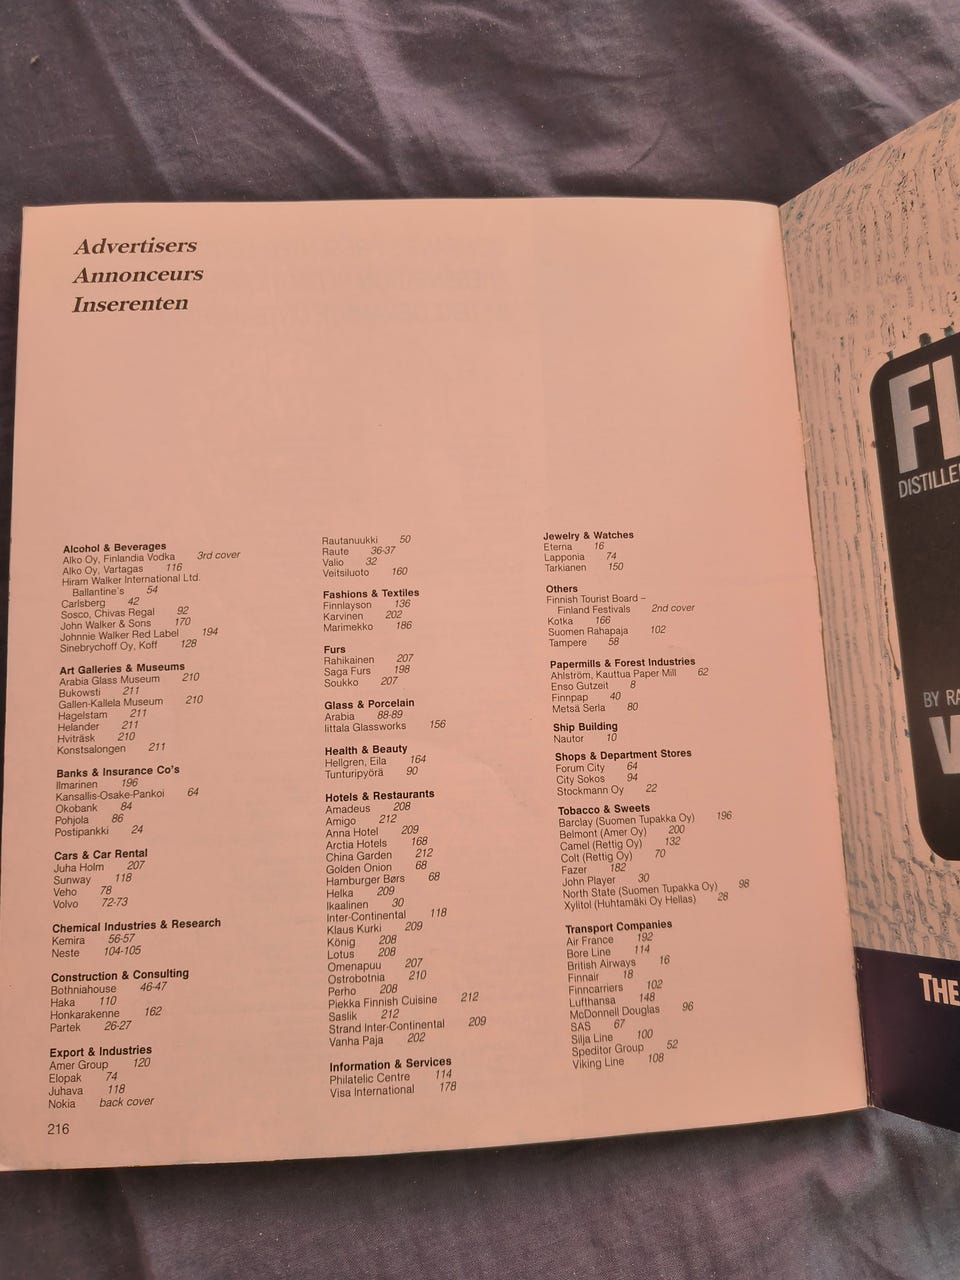 Advertisers
Annonceurs
Inserenten
Alcohol & Beverages
Alko Oy, Finlandia Vodka 3rd cover
Alko Oy, Vartagas 116
Hiram Walker International Ltd.
Ballantine's 54
Carlsberg 42
Sosco, Chivas Regal 92
John Walker & Sons 170
Johnnie Walker Red Label 194
Sinebrychoff Oy, Koff 128
Art Galleries & Museums
Arabia Glass Museum 210
Bukowsti 211
Gallen-Kallela Museum 210
Hagelstam 211
Helander 211
Hviträsk 210
Konstsalongen 211
Banks & Insurance Co's
Ilmarinen 196
Kansallis-Osake-Pankoi 64
Okobank 84
Pohjola 86
Postipankki 24
Cars & Car Rental
Juha Holm 207
Sunway 118
Veho 78
Volvo 72-73
Chemical Industries & Research
Kemira 56-57
Neste 104-105
Construction & Consulting
Bothniahouse 46-47
Haka 110
Honkarakenne 162
Partek 26-27
Export & Industries
Amer Group 120
Elopak 74
Juhava 118
Nokia back cover
216
Rautanuukki 50
Raute 36-37
Valio 32
Veitsiluoto 160
Fashions & Textiles
Finnlayson 136
Karvinen 202
Marimekko 186
Furs
Rahikainen 207
Saga Furs 198
Soukko 207
Glass & Porcelain
Arabia 88-89
Iittala Glassworks 156
Health & Beauty
Hellgren, Eila 164
Tunturipyörä 90
Hotels & Restaurants
Amadeus 208
Amigo 212
Anna Hotel 209
Arctia Hotels 168
China Garden 212
Golden Onion 68
Hamburger Børs 68
Helka 209
Ikaalinen 30
Inter-Continental 118
Klaus Kurki 209
König 208
Lotus 208
Omenapuu 207
Ostrobotnia 210
Perho 208
Piekka Finnish Cuisine 212
Saslik 212
Strand Inter-Continental 209
Vanha Paja 202
Information & Services
Philatelic Centre 114
Visa International 178
Jewelry & Watches
Eterna 16
Lapponia 74
Tarkianen 150
Others
Finnish Tourist Board –
Finland Festivals 2nd cover
Kotka 166
Suomen Rahapaja 102
Tampere 58
Papermills & Forest Industries
Ahlström, Kauttua Paper Mill 62
Enso Gutzeit 8
Finnpap 40
Metsä Serla 80
Ship Building
Nautor 10
Shops & Department Stores
Forum City 64
City Sokos 94
Stockmann Oy 22
Tobacco & Sweets
Barclay (Suomen Tupakka Oy) 196
Belmont (Amer Oy) 200
Camel (Rettig Oy) 132
Colt (Rettig Oy) 70
Fazer 182
John Player 30
North State (Suomen Tupakka Oy) 98
Xylitol (Huhtamäki Oy Hellas) 28
Transport Companies
Air France 192
Bore Line 114
British Airways 16
Finnair 18
Finncarriers 102
Lufthansa 148
McDonnell Douglas 96
SAS 67
Silja Line 100
Speditor Group 52
Viking Line 108
FI
DISTILLE
BY RA
V
THE